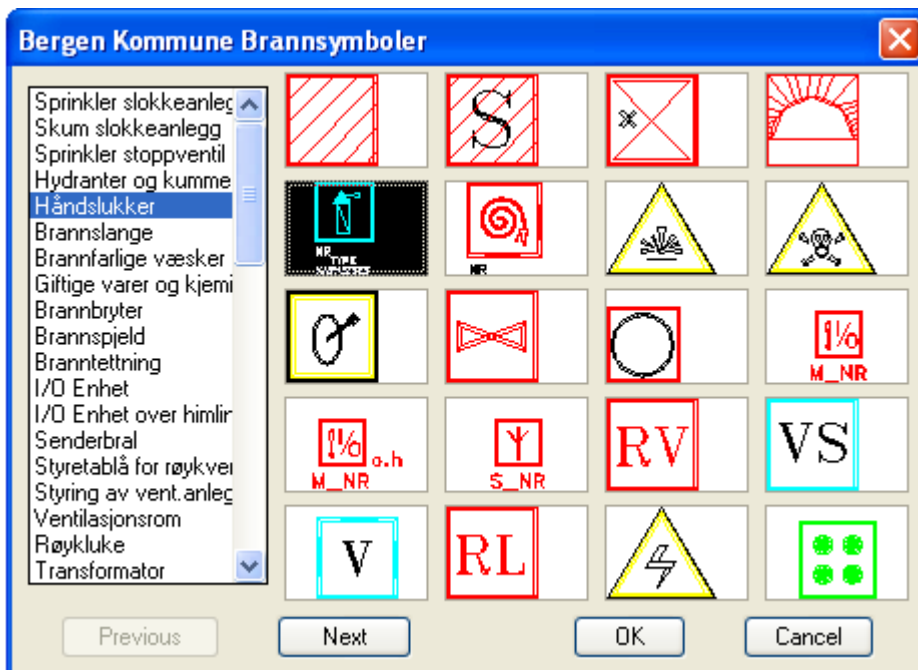 Bergen Kommune Brannsymboler
Sprinkler slokkeanleg
Skum slokkeanlegg
Sprinkler stoppventil
Hydranter og kumme
Håndslukker
Brannslange
Brannfarlige væsker
Giftige varer og kjemi
Brannbryter
Brannspjeld
Branntettning
I/O Enhet
I/O Enhet over himlin
Senderbral
Styretablå for røykver
Styring av vent.anleg
Ventilasjonsrom
Røykluke
Transformator
S
NR
TYPE
NR
M_NR
o.h
M_NR
S_NR
RV
VS
V
RL
Previous
Next
OK
Cancel